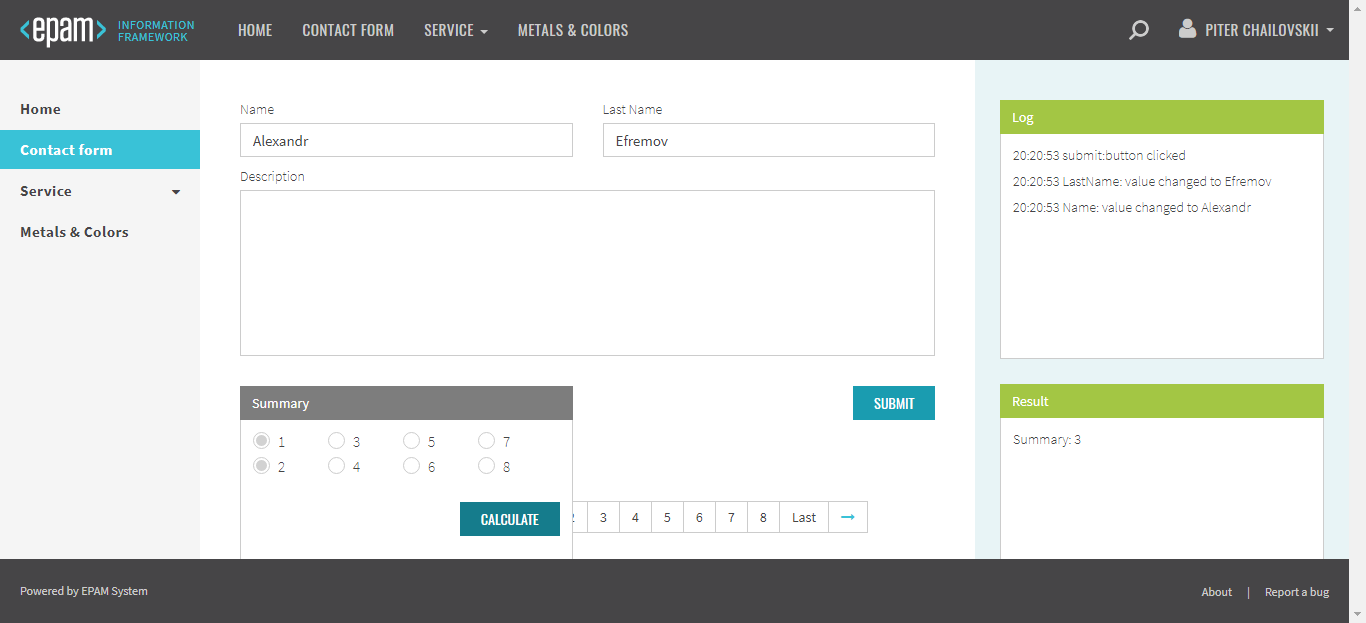 <epam> INFORMATION
FRAMEWORK
HOME CONTACT FORM SERVICE METALS & COLORS
PITER CHAILOVSKII
Home
Contact form
Service
Metals & Colors
Name Last Name
Alexandr Efremov
Description
Summary
1 3 5 7
2 4 6 8
CALCULATE
SUBMIT
3 4 5 6 7 8 Last →
Log
20:20:53 submit:button clicked
20:20:53 LastName: value changed to Efremov
20:20:53 Name: value changed to Alexandr
Result
Summary: 3
Powered by EPAM System
About | Report a bug